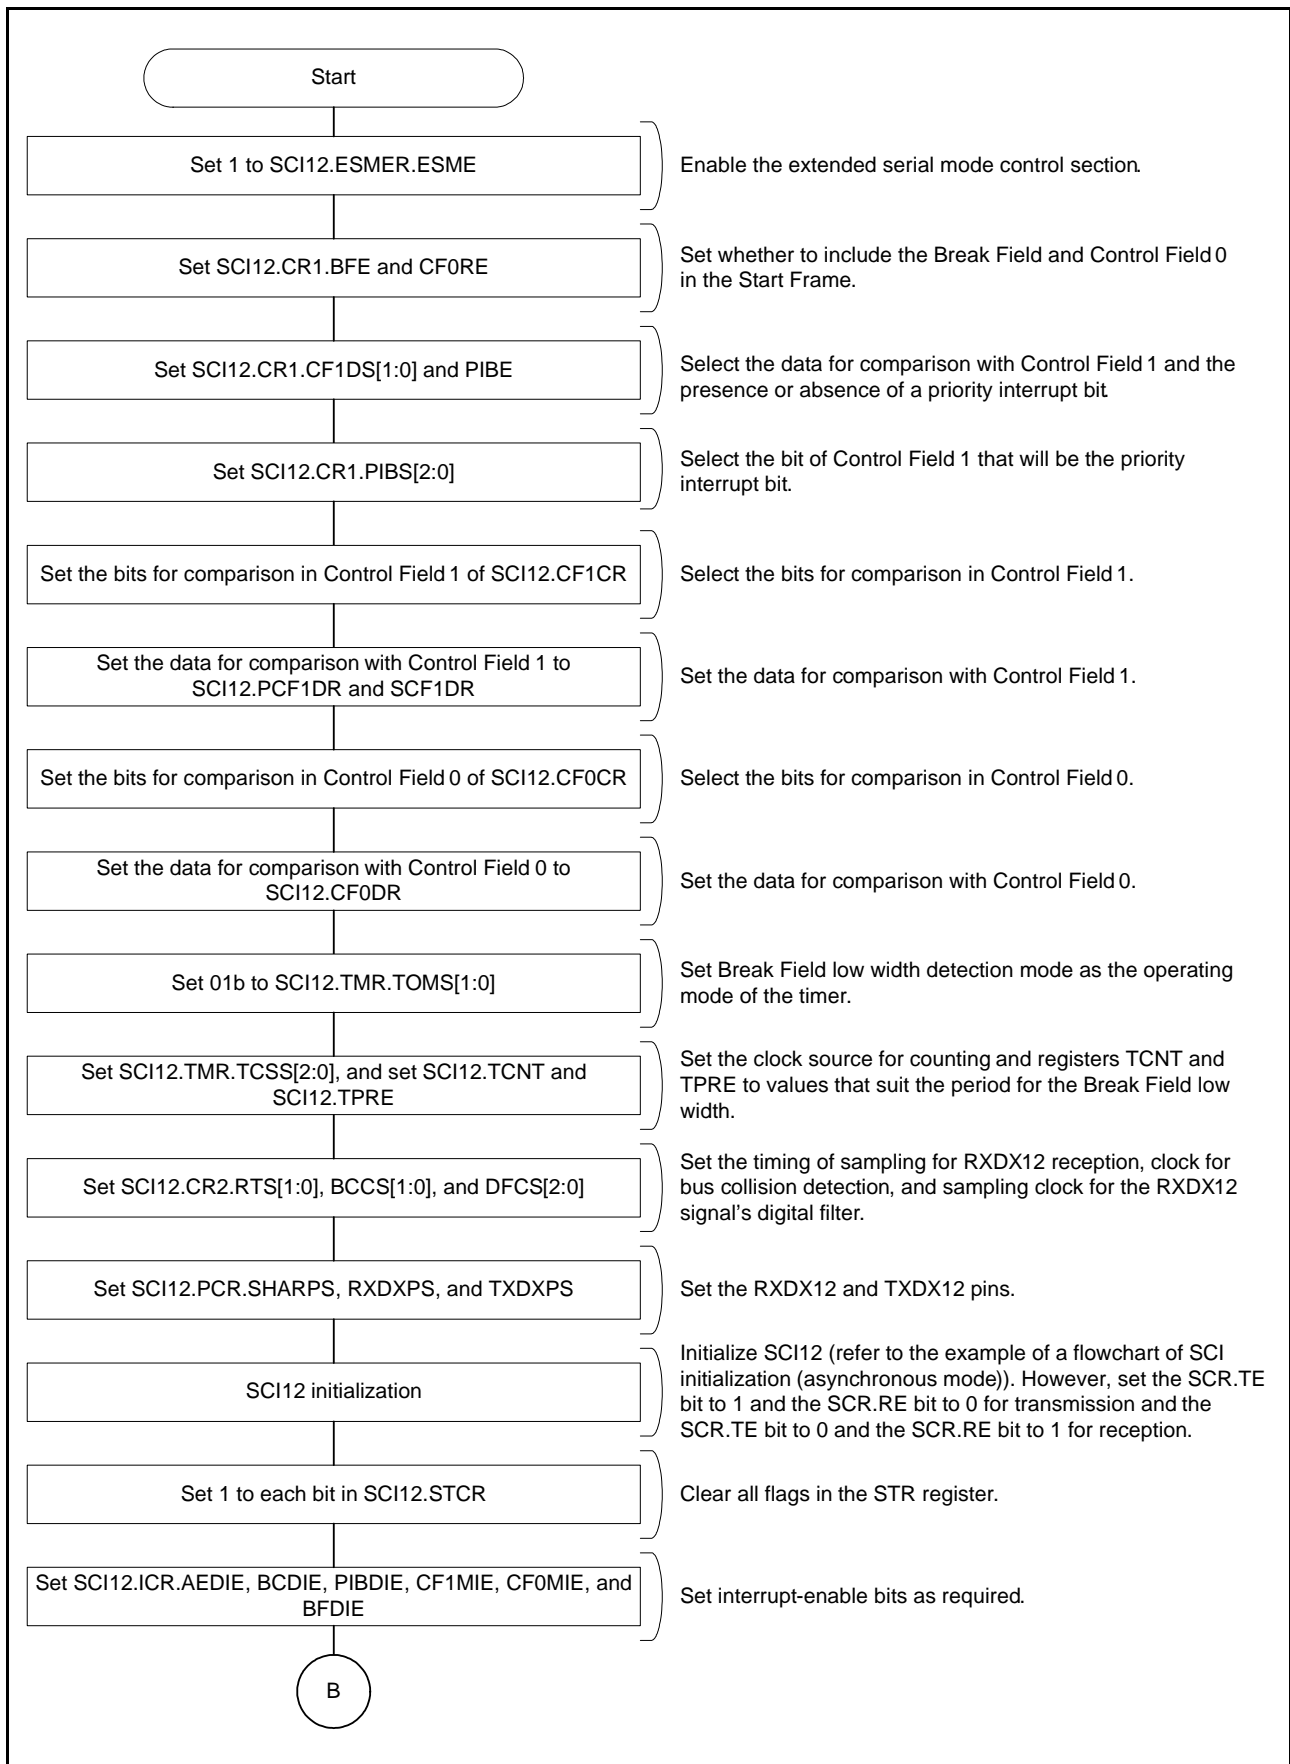 Start
Set 1 to SCI12.ESMER.ESME
Enable the extended serial mode control section.
Set SCI12.CR1.BFE and CF0RE
Set whether to include the Break Field and Control Field 0
in the Start Frame.
Set SCI12.CR1.CF1DS[1:0] and PIBE
Select the data for comparison with Control Field 1 and the
presence or absence of a priority interrupt bit.
Set SCI12.CR1.PIBS[2:0]
Select the bit of Control Field 1 that will be the priority
interrupt bit.
Set the bits for comparison in Control Field 1 of SCI12.CF1CR
Select the bits for comparison in Control Field 1.
Set the data for comparison with Control Field 1 to
SCI12.PCF1DR and SCF1DR
Set the data for comparison with Control Field 1.
Set the bits for comparison in Control Field 0 of SCI12.CF0CR
Select the bits for comparison in Control Field 0.
Set the data for comparison with Control Field 0 to
SCI12.CF0DR
Set the data for comparison with Control Field 0.
Set 01b to SCI12.TMR.TOMS[1:0]
Set Break Field low width detection mode as the operating
mode of the timer.
Set SCI12.TMR.TCSS[2:0], and set SCI12.TCNT and
SCI12.TPRE
Set the clock source for counting and registers TCNT and
TPRE to values that suit the period for the Break Field low
width.
Set SCI12.CR2.RTS[1:0], BCCS[1:0], and DFCS[2:0]
Set the timing of sampling for RXDX12 reception, clock for
bus collision detection, and sampling clock for the RXDX12
signal’s digital filter.
Set SCI12.PCR.SHARPS, RXDXPS, and TXDXPS
Set the RXDX12 and TXDX12 pins.
SCI12 initialization
Initialize SCI12 (refer to the example of a flowchart of SCI
initialization (asynchronous mode)). However, set the SCR.TE
bit to 1 and the SCR.RE bit to 0 for transmission and the
SCR.TE bit to 0 and the SCR.RE bit to 1 for reception.
Set 1 to each bit in SCI12.STCR
Clear all flags in the STR register.
Set SCI12.ICR.AEDIE, BCDIE, PIBDIE, CF1MIE, CF0MIE, and
BFDIE
Set interrupt-enable bits as required.
B